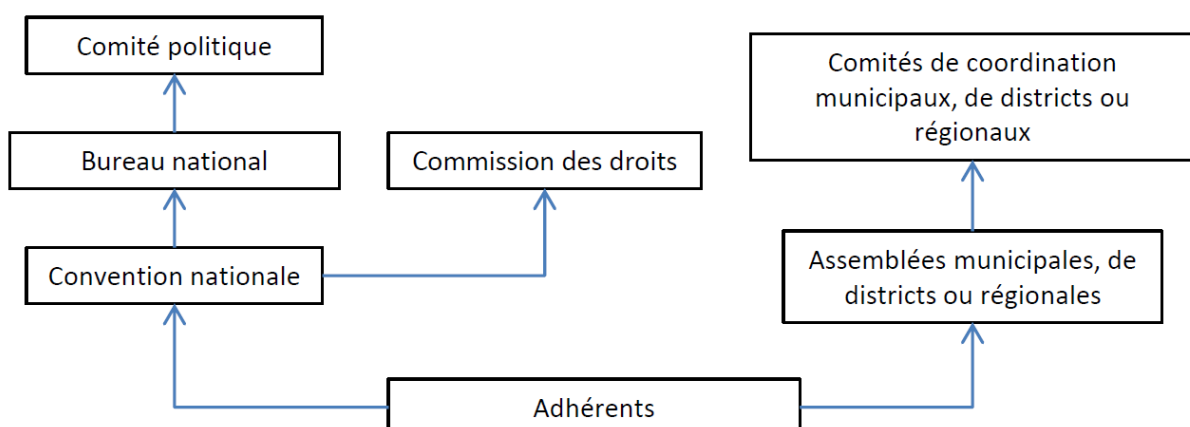 Comité politique
Comités de coordination
municipaux, de districts ou
régionaux
Bureau national
Commission des droits
Convention nationale
Assemblées municipales, de
districts ou régionales
Adhérents